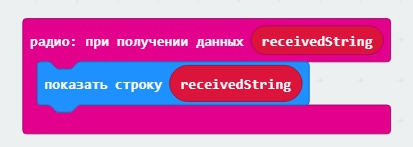 радио: при получении данных receivedString
показать строку receivedString